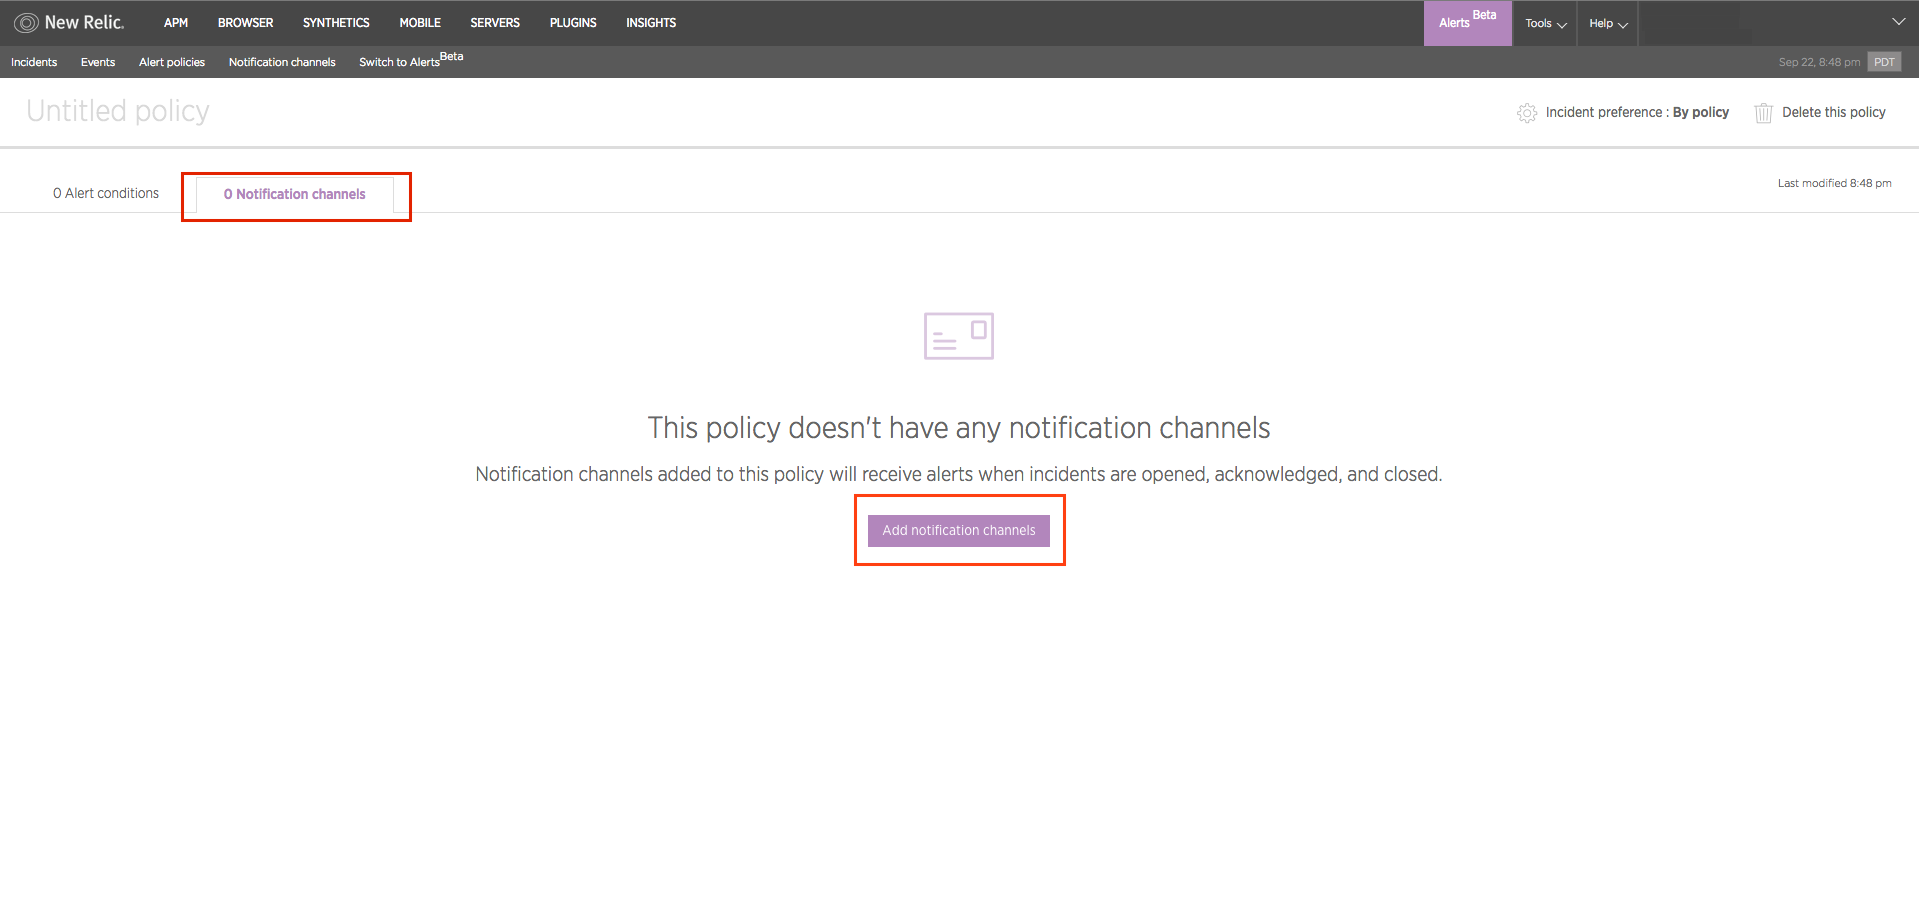 New Relic. APM BROWSER SYNTHETICS MOBILE SERVERS PLUGINS INSIGHTS Alerts Beta Tools Help
Incidents Events Alert policies Notification channels Switch to Alerts Beta Sep 22, 8:48 pm PDT
Untitled policy Incident preference : By policy Delete this policy
0 Alert conditions 0 Notification channels Last modified 8:48 pm
This policy doesn't have any notification channels
Notification channels added to this policy will receive alerts when incidents are opened, acknowledged, and closed.
Add notification channels